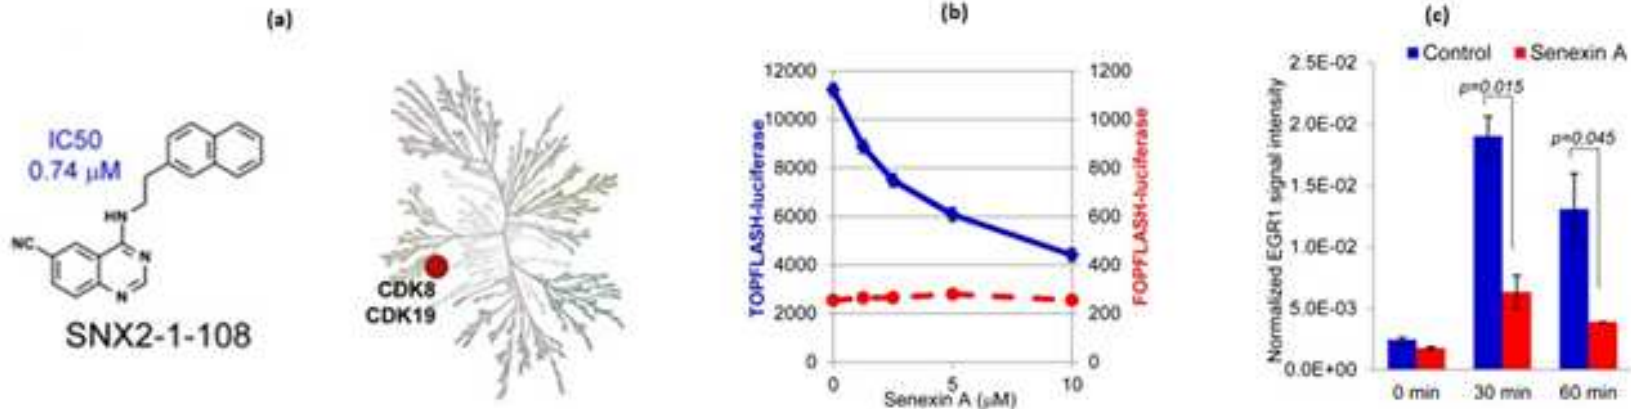 (a)
IC50
0.74 µM
HN
NC
N
N
SNX2-1-108
CDK8
CDK19
(b)
TOPFLASH-luciferase
12000
10000
8000
6000
4000
2000
0
1200
1000
800
600
400
200
0
FOPFLASH-luciferase
0
5
10
Senexin A (µM)
(c)
Control
Senexin A
Normalized EGR1 signal intensity
2.5E-02
2.0E-02
1.5E-02
1.0E-02
5.0E-03
0.0E+00
p=0.015
p=0.045
0 min
30 min
60 min